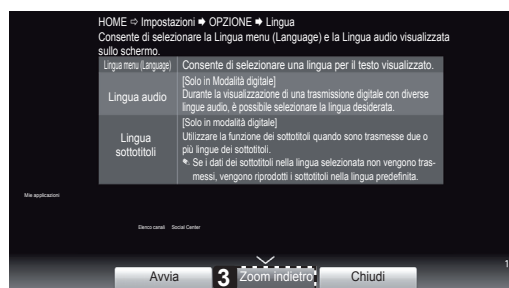 HOME ⇨ Impostazioni ➡ OPZIONE ➡ Lingua
Consente di selezionare la Lingua menu (Language) e la Lingua audio visualizzata
sullo schermo.
Lingua menu (Language) Consente di selezionare una lingua per il testo visualizzato.
Lingua audio
[Solo in Modalità digitale]
Durante la visualizzazione di una trasmissione digitale con diverse
lingue audio, è possibile selezionare la lingua desiderata.
Lingua
sottotitoli
[Solo in modalità digitale]
Utilizzare la funzione dei sottotitoli quando sono trasmesse due o
più lingue dei sottotitoli.
Se i dati dei sottotitoli nella lingua selezionata non vengono tras-
messi, vengono riprodotti i sottotitoli nella lingua predefinita.
Mie applicazioni
Elenco canali Social Center
1
Avvia 3 Zoom indietro Chiudi